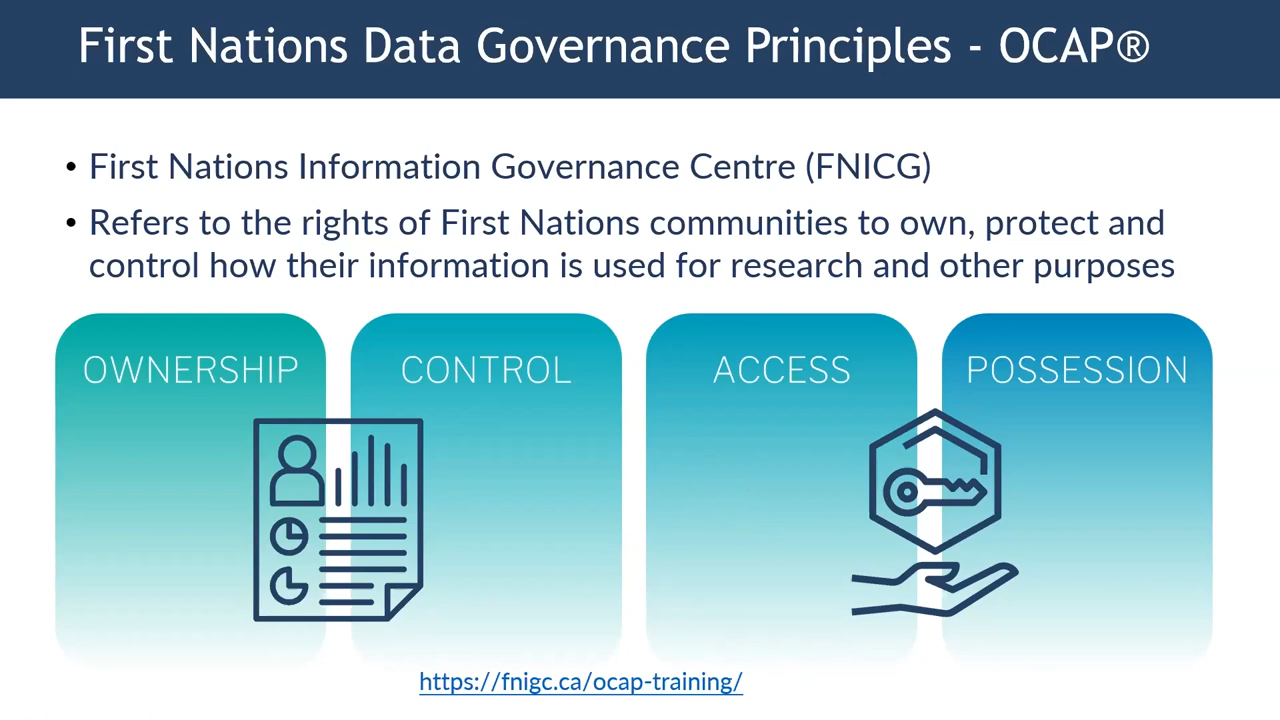 First Nations Data Governance Principles - OCAP®
• First Nations Information Governance Centre (FNICG)
• Refers to the rights of First Nations communities to own, protect and
control how their information is used for research and other purposes
OWNERSHIP
CONTROL
ACCESS
POSSESSION
https://fnigc.ca/ocap-training/